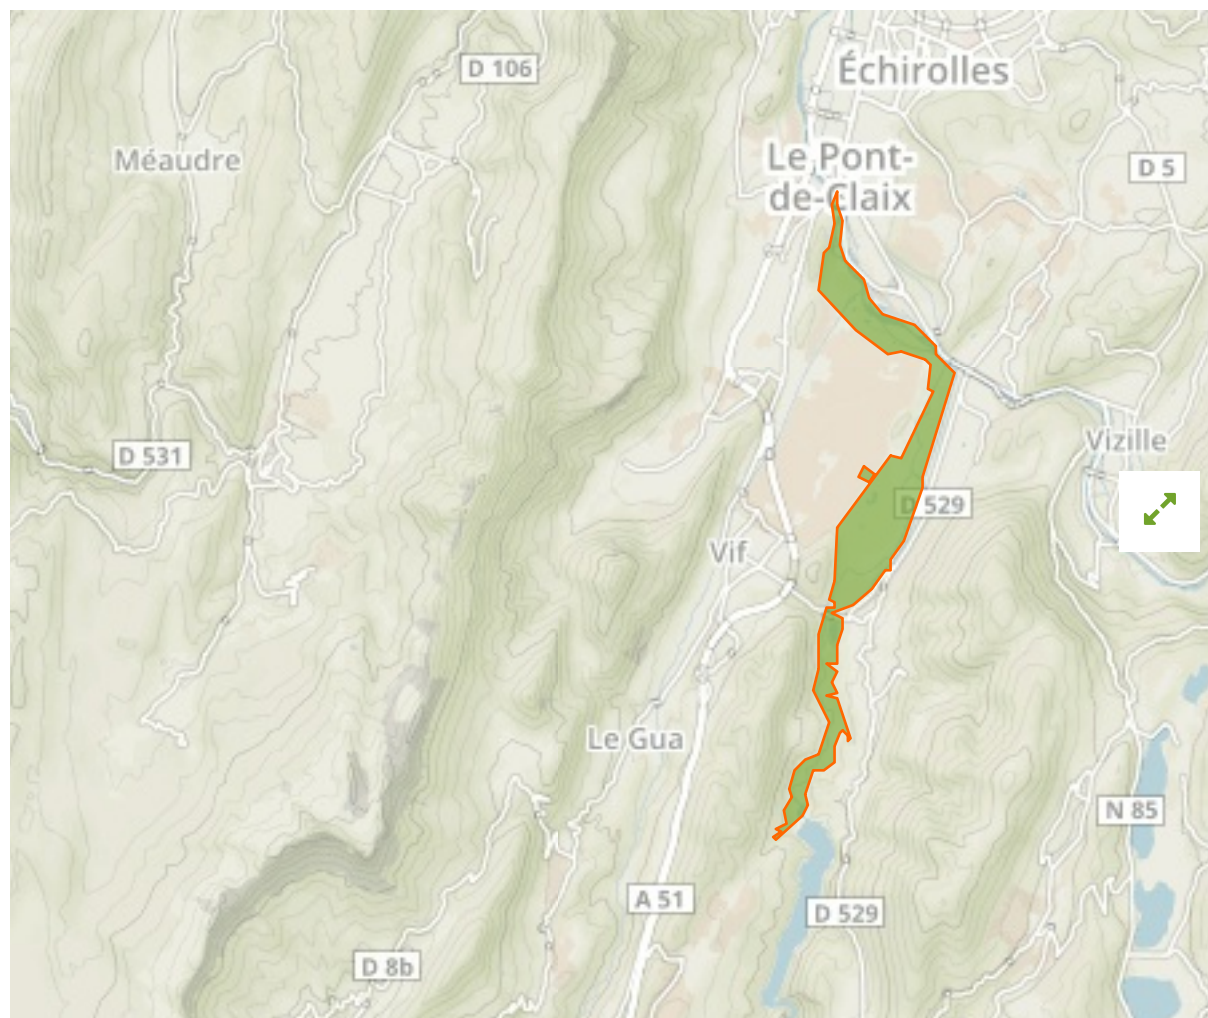 D 106
Échirolles
Méaudre
Le Pont-
de-Claix
D 5
D 531
Vizille
D 529
Vif
Le Gua
N 85
A 51
D 529
D 8b